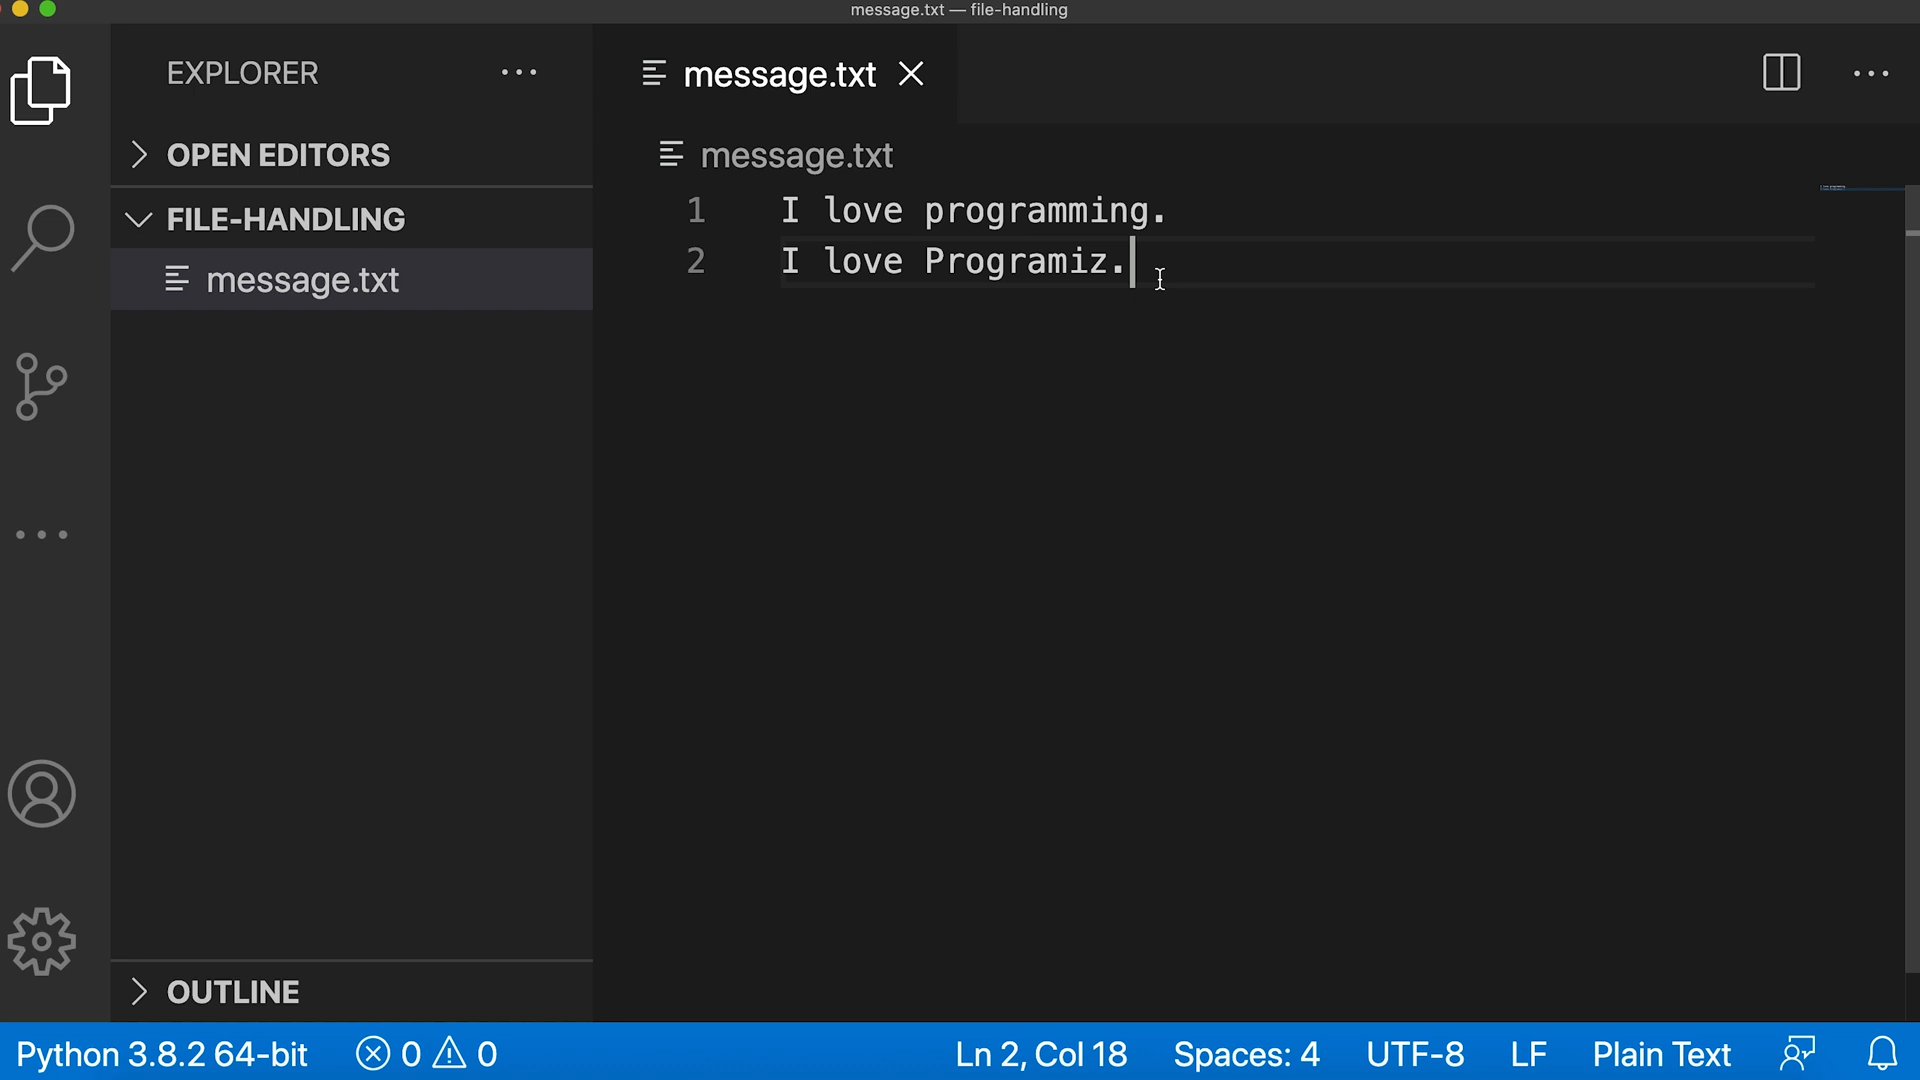 message.txt — file-handling
EXPLORER
message.txt
OPEN EDITORS
message.txt
FILE-HANDLING
message.txt
1 I love programming.
2 I love Programiz.
OUTLINE
Python 3.8.2 64-bit 0 0 Ln 2, Col 18 Spaces: 4 UTF-8 LF Plain Text